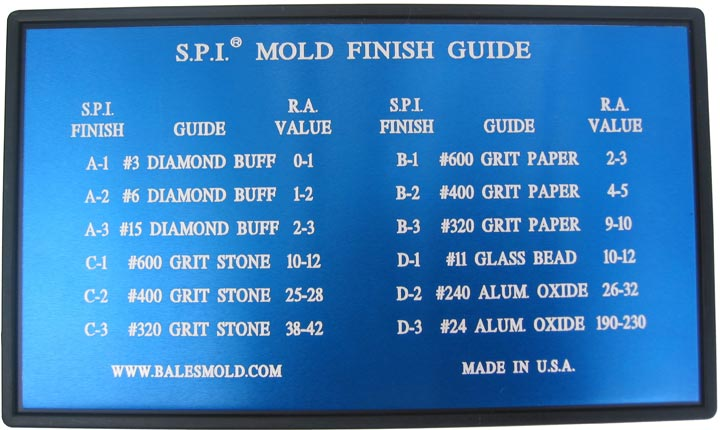 S.P.I.® MOLD FINISH GUIDE
S.P.I. FINISH GUIDE R.A. VALUE S.P.I. FINISH GUIDE R.A. VALUE
A-1 #3 DIAMOND BUFF 0-1 B-1 #600 GRIT PAPER 2-3
A-2 #6 DIAMOND BUFF 1-2 B-2 #400 GRIT PAPER 4-5
A-3 #15 DIAMOND BUFF 2-3 B-3 #320 GRIT PAPER 9-10
C-1 #600 GRIT STONE 10-12 D-1 #11 GLASS BEAD 10-12
C-2 #400 GRIT STONE 25-28 D-2 #240 ALUM. OXIDE 26-32
C-3 #320 GRIT STONE 38-42 D-3 #24 ALUM. OXIDE 190-230
WWW.BALESMOLD.COM MADE IN U.S.A.